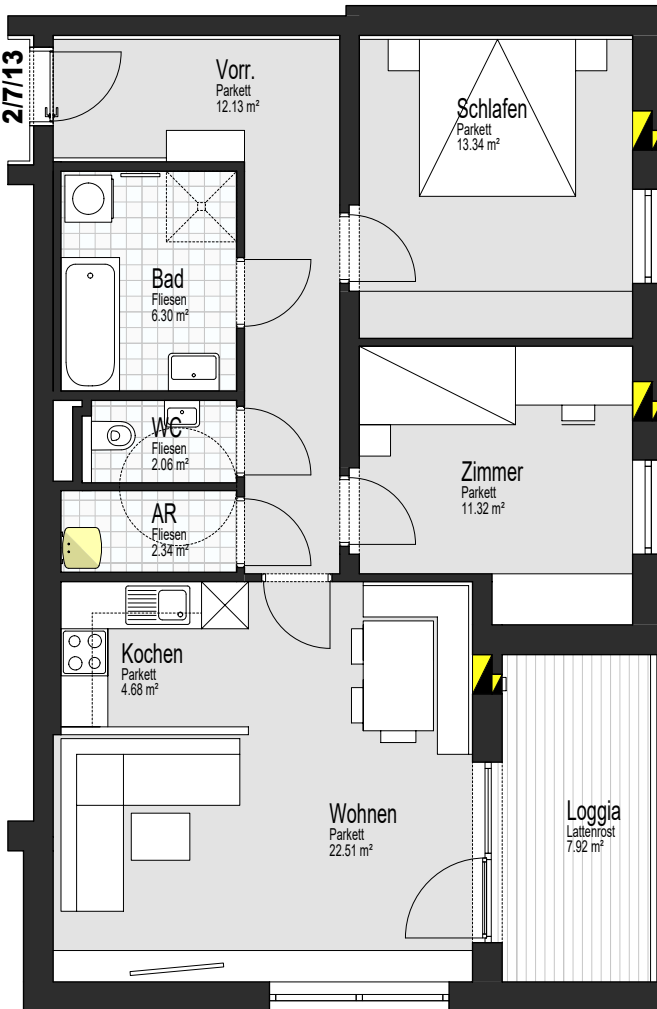 2/7/13
Vorr.
Parkett
12.13 m²
Schlafen
Parkett
13.34 m²
Bad
Fliesen
6.30 m²
WC
Fliesen
2.06 m²
Zimmer
Parkett
11.32 m²
AR
Fliesen
2.34 m²
Kochen
Parkett
4.68 m²
Wohnen
Parkett
22.51 m²
Loggia
Lattenrost
7.92 m²